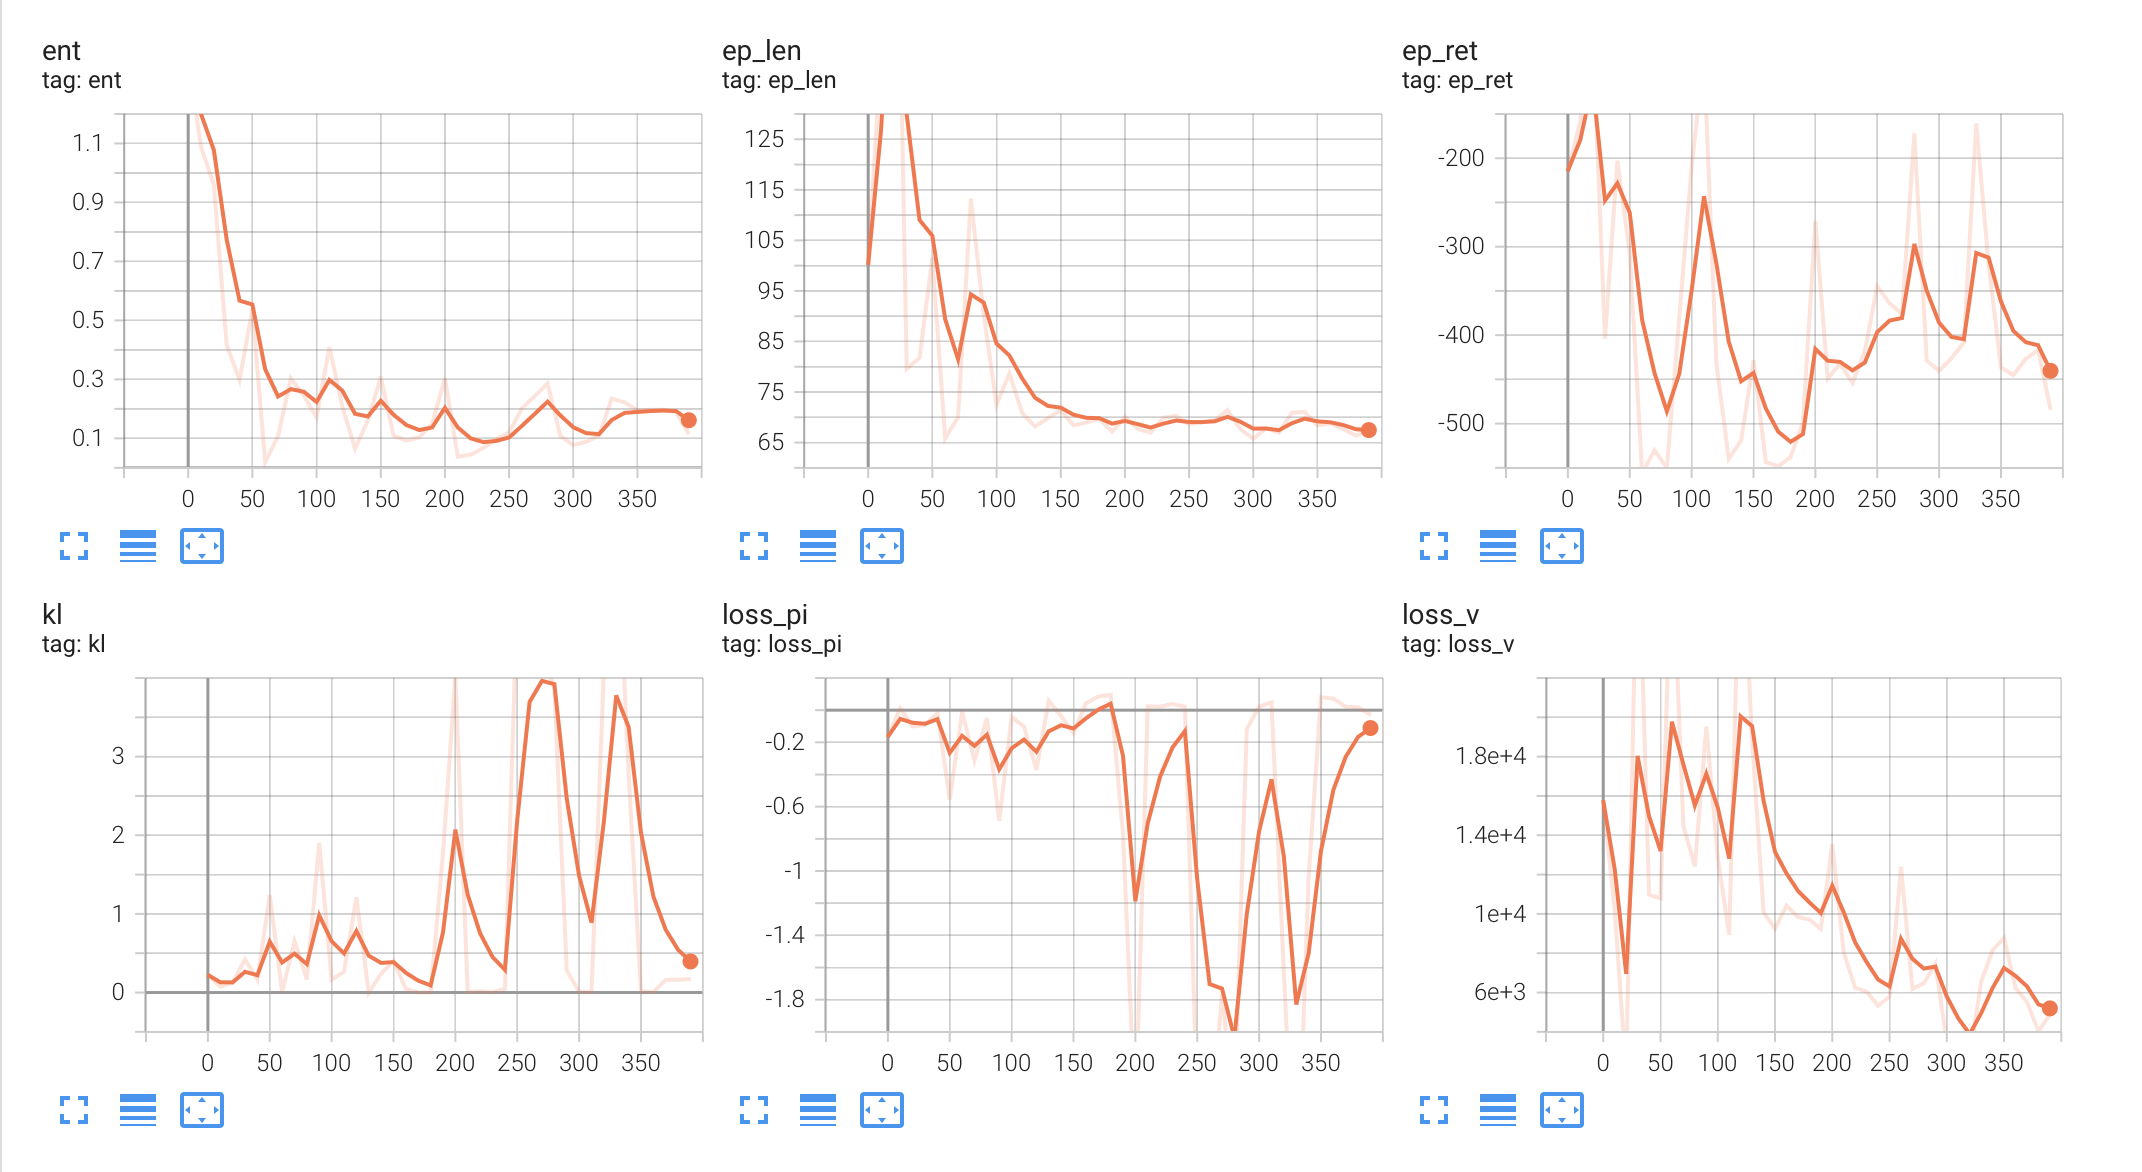 ent
tag: ent
1.1
0.9
0.7
0.5
0.3
0.1
0 50 100 150 200 250 300 350
ep_len
tag: ep_len
125
115
105
95
85
75
65
0 50 100 150 200 250 300 350
ep_ret
tag: ep_ret
-200
-300
-400
-500
0 50 100 150 200 250 300 350
kl
tag: kl
3
2
1
0
0 50 100 150 200 250 300 350
loss_pi
tag: loss_pi
-0.2
-0.6
-1
-1.4
-1.8
0 50 100 150 200 250 300 350
loss_v
tag: loss_v
1.8e+4
1.4e+4
1e+4
6e+3
0 50 100 150 200 250 300 350